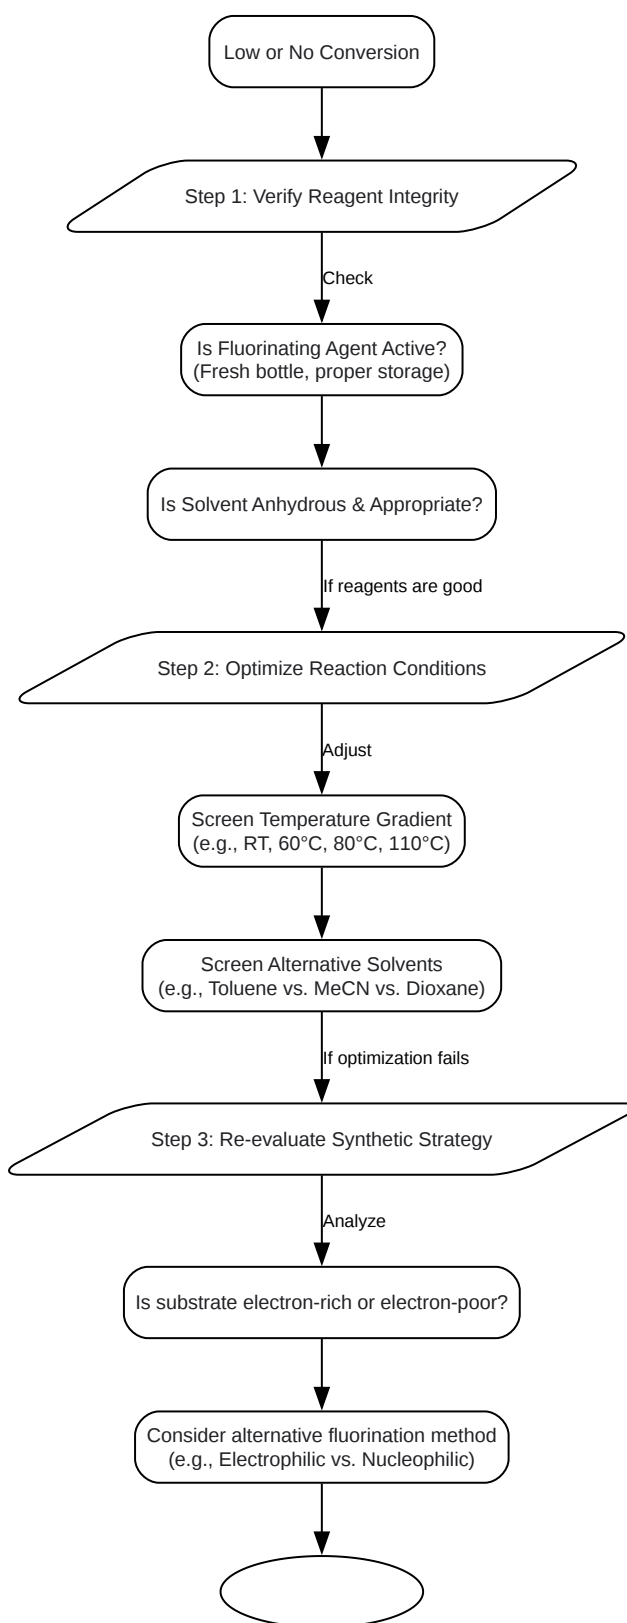 Low or No Conversion
Step 1: Verify Reagent Integrity
Check
Is Fluorinating Agent Active?
(Fresh bottle, proper storage)
Is Solvent Anhydrous & Appropriate?
If reagents are good
Step 2: Optimize Reaction Conditions
Adjust
Screen Temperature Gradient
(e.g., RT, 60°C, 80°C, 110°C)
Screen Alternative Solvents
(e.g., Toluene vs. MeCN vs. Dioxane)
If optimization fails
Step 3: Re-evaluate Synthetic Strategy
Analyze
Is substrate electron-rich or electron-poor?
Consider alternative fluorination method
(e.g., Electrophilic vs. Nucleophilic)